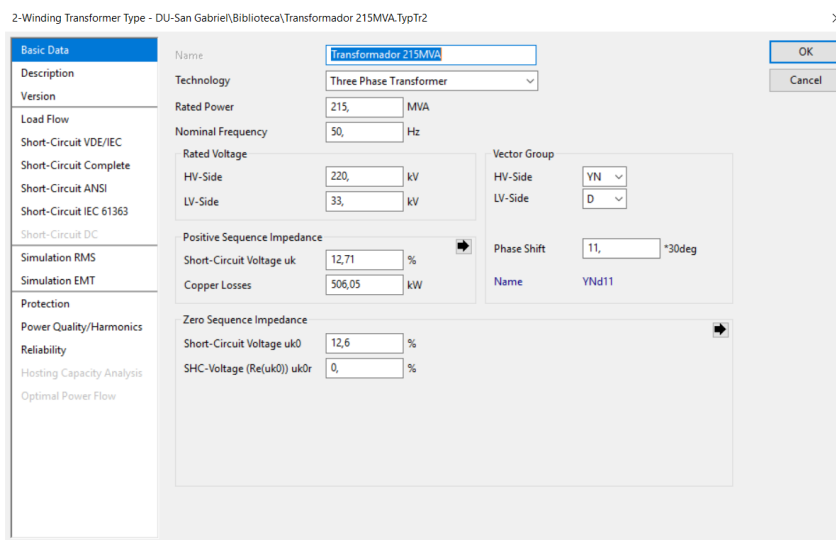 2-Winding Transformer Type - DU-San Gabriel\Biblioteca\Transformador 215MVA.TypTr2
Basic Data
Description
Version
Load Flow
Short-Circuit VDE/IEC
Short-Circuit Complete
Short-Circuit ANSI
Short-Circuit IEC 61363
Short-Circuit DC
Simulation RMS
Simulation EMT
Protection
Power Quality/Harmonics
Reliability
Hosting Capacity Analysis
Optimal Power Flow
Name Transformador 215MVA
Technology Three Phase Transformer
Rated Power 215, MVA
Nominal Frequency 50, Hz
Rated Voltage
HV-Side 220, kV
LV-Side 33, kV
Vector Group
HV-Side YN
LV-Side D
Positive Sequence Impedance
Short-Circuit Voltage uk 12,71 %
Copper Losses 506,05 kW
Phase Shift 11, *30deg
Name YNd11
Zero Sequence Impedance
Short-Circuit Voltage uk0 12,6 %
SHC-Voltage (Re(uk0)) uk0r 0, %
OK
Cancel